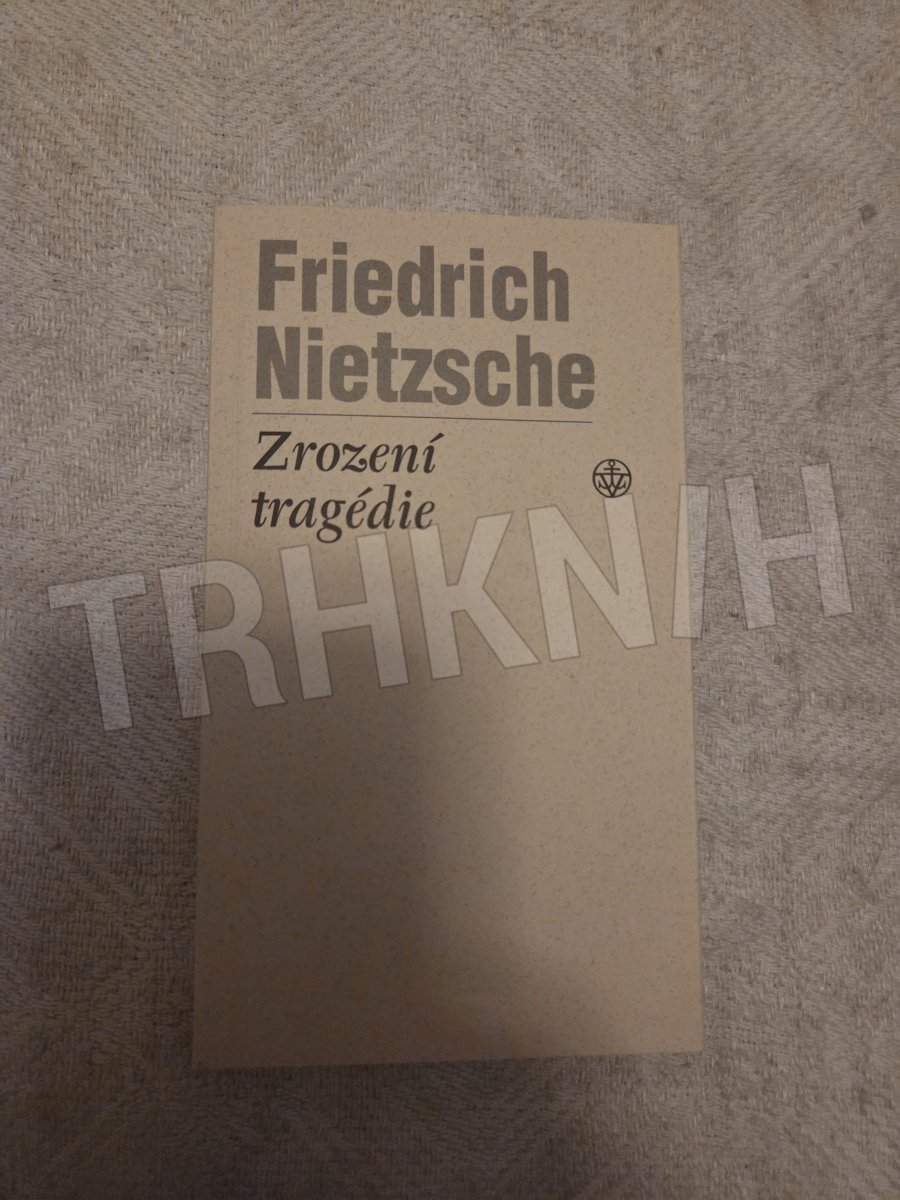 Friedrich
Nietzsche
Zrození
tragédie
TRHKNIH